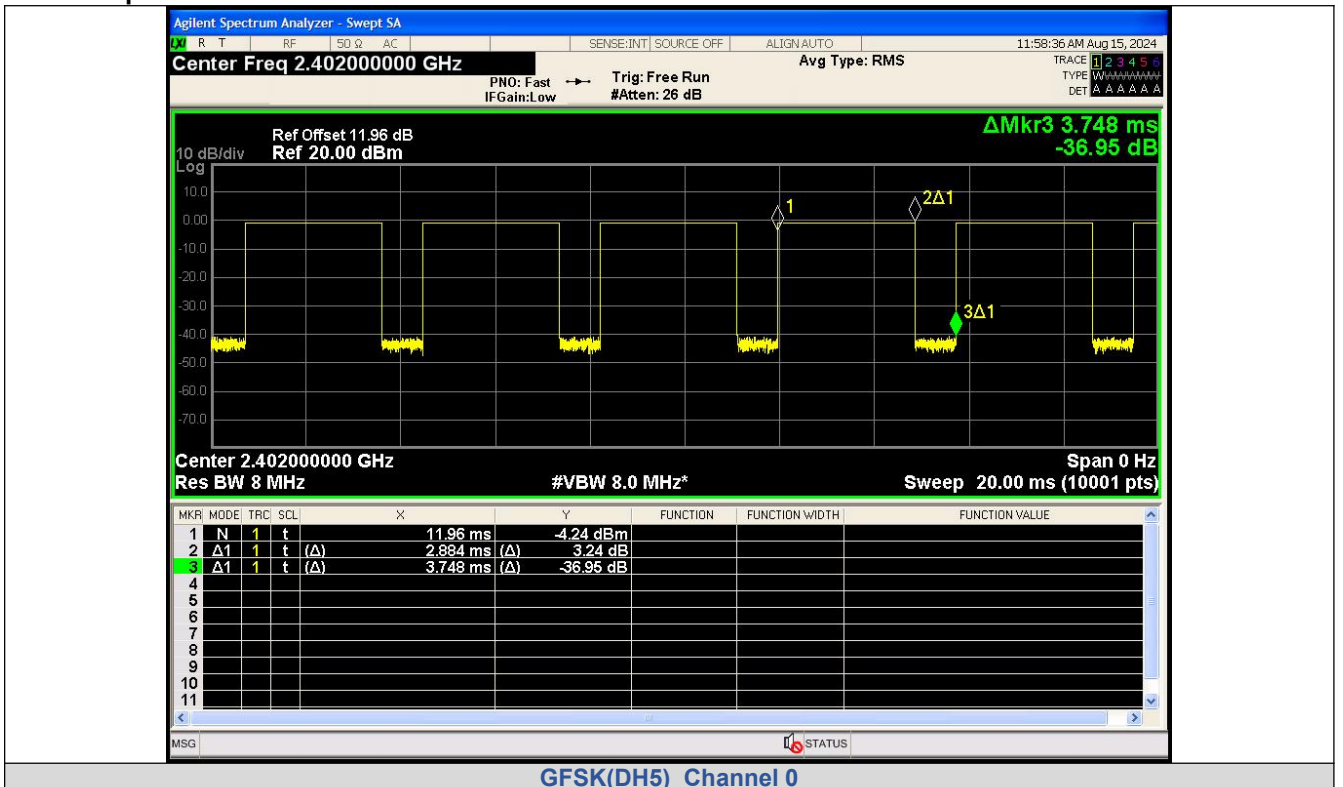 Agilent Spectrum Analyzer - Swept SA
LXI R T RF 50 Ω AC SENSE:INT SOURCE OFF ALIGN AUTO 11:58:36 AM Aug 15, 2024
Center Freq 2.402000000 GHz Avg Type: RMS TRACE 1 2 3 4 5 6
PNO: Fast Trig: Free Run TYPE
IFGain:Low #Atten: 26 dB DET A A A A A A
ΔMkr3 3.748 ms
-36.95 dB
Ref Offset 11.96 dB
10 dB/div Ref 20.00 dBm
Log
10.0
0.00
-10.0
-20.0
-30.0
-40.0
-50.0
-60.0
-70.0
1
2Δ1
3Δ1
Center 2.402000000 GHz Span 0 Hz
Res BW 8 MHz #VBW 8.0 MHz* Sweep 20.00 ms (10001 pts)
MKR MODE TRC SCL X Y FUNCTION FUNCTION WIDTH FUNCTION VALUE
1 N 1 t 11.96 ms -4.24 dBm
2 Δ1 1 t (Δ) 2.884 ms (Δ) 3.24 dB
3 Δ1 1 t (Δ) 3.748 ms (Δ) -36.95 dB
4
5
6
7
8
9
10
11
MSG STATUS
GFSK(DH5) Channel 0